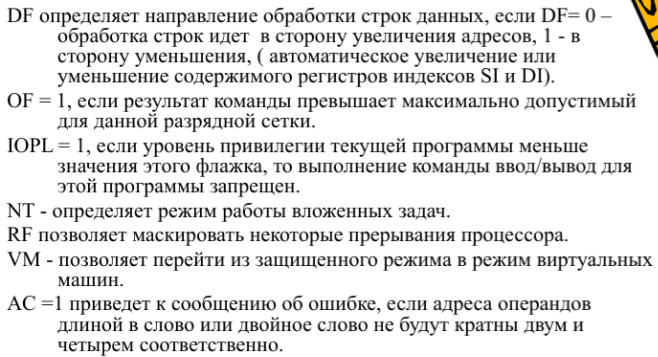 DF определяет направление обработки строк данных, если DF= 0 –
обработка строк идет в сторону увеличения адресов, 1 - в
сторону уменьшения, ( автоматическое увеличение или
уменьшение содержимого регистров индексов SI и DI).
OF = 1, если результат команды превышает максимально допустимый
для данной разрядной сетки.
IOPL = 1, если уровень привилегии текущей программы меньше
значения этого флажка, то выполнение команды ввод/вывод для
этой программы запрещен.
NT - определяет режим работы вложенных задач.
RF позволяет маскировать некоторые прерывания процессора.
VM - позволяет перейти из защищенного режима в режим виртуальных
машин.
AC =1 приведет к сообщению об ошибке, если адреса операндов
длиной в слово или двойное слово не будут кратны двум и
четырем соответственно.